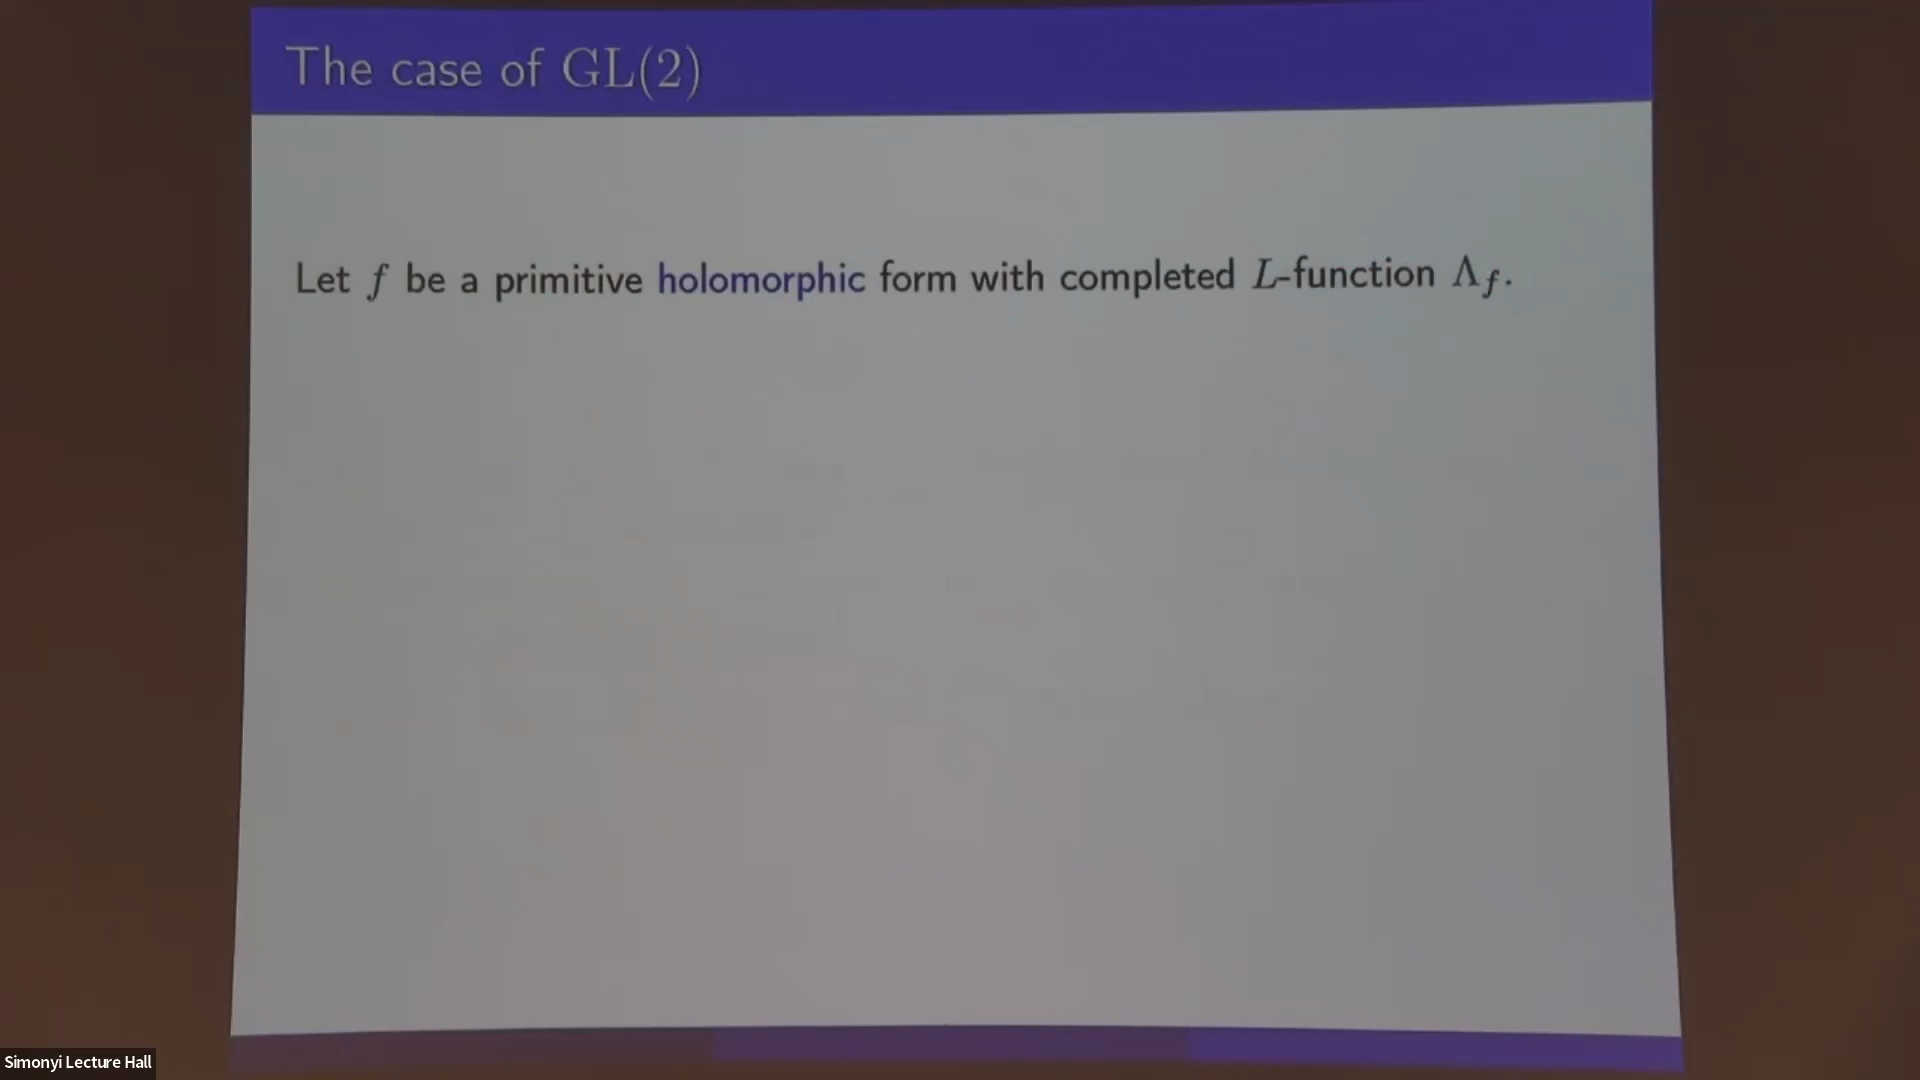 The case of GL(2)
Let f be a primitive holomorphic form with completed L-function Λ_f.
Simonyi Lecture Hall